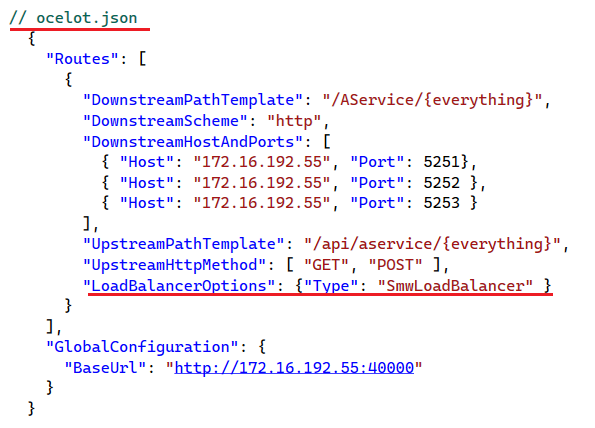 // ocelot.json
{
"Routes": [
{
"DownstreamPathTemplate": "/AService/{everything}",
"DownstreamScheme": "http",
"DownstreamHostAndPorts": [
{ "Host": "172.16.192.55", "Port": 5251},
{ "Host": "172.16.192.55", "Port": 5252 },
{ "Host": "172.16.192.55", "Port": 5253 }
],
"UpstreamPathTemplate": "/api/aservice/{everything}",
"UpstreamHttpMethod": [ "GET", "POST" ],
"LoadBalancerOptions": {"Type": "SmwLoadBalancer" }
}
],
"GlobalConfiguration": {
"BaseUrl": "http://172.16.192.55:40000"
}
}